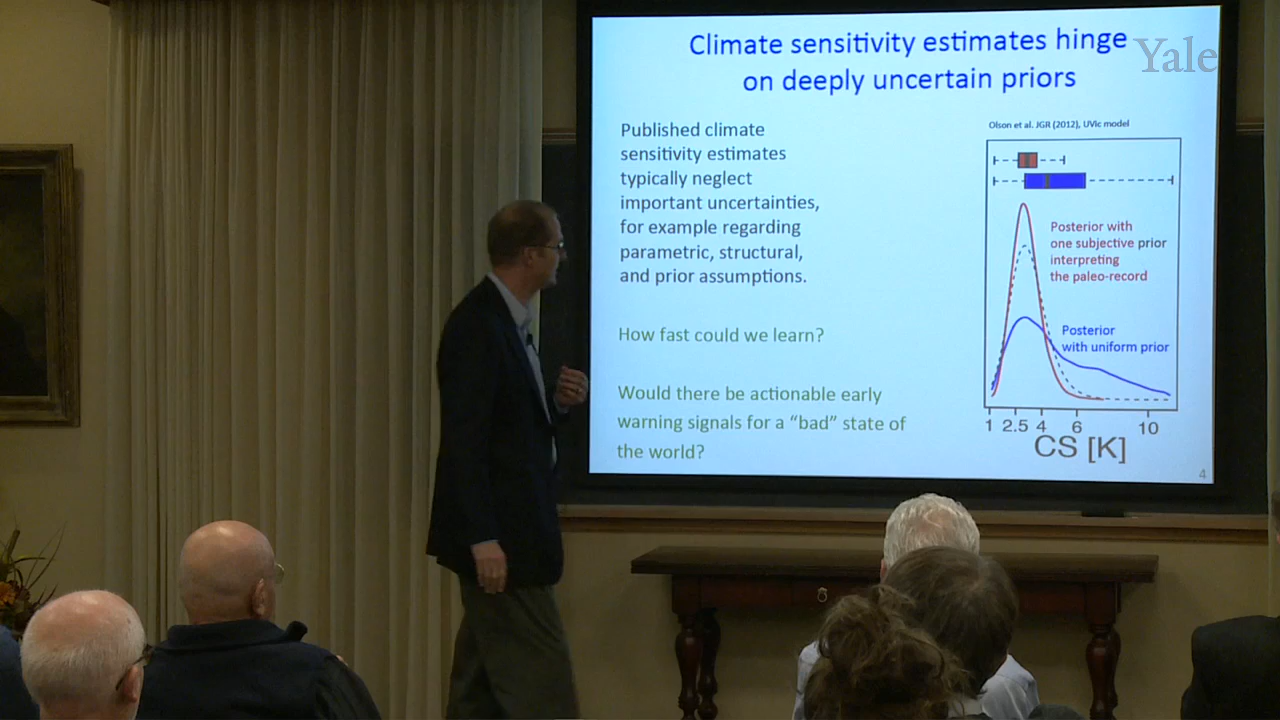 Climate sensitivity estimates hinge
on deeply uncertain priors
Yale
Published climate
sensitivity estimates
typically neglect
important uncertainties,
for example regarding
parametric, structural,
and prior assumptions.
How fast could we learn?
Would there be actionable early
warning signals for a “bad” state of
the world?
Olson et al. JGR (2012), UVic model
Posterior with
one subjective prior
interpreting
the paleo-record
Posterior
with uniform prior
1 2.5 4 6 10
CS [K]
4